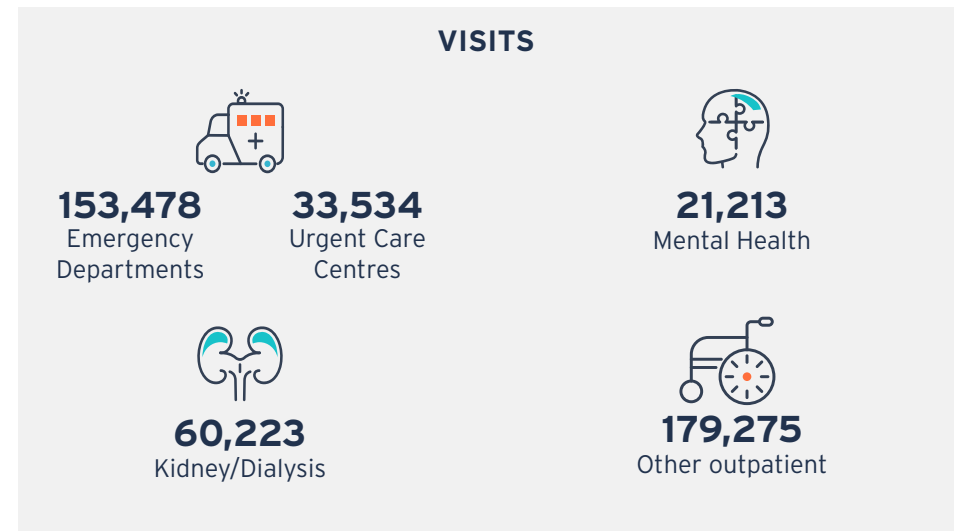 VISITS
153,478
Emergency
Departments
33,534
Urgent Care
Centres
21,213
Mental Health
60,223
Kidney/Dialysis
179,275
Other outpatient